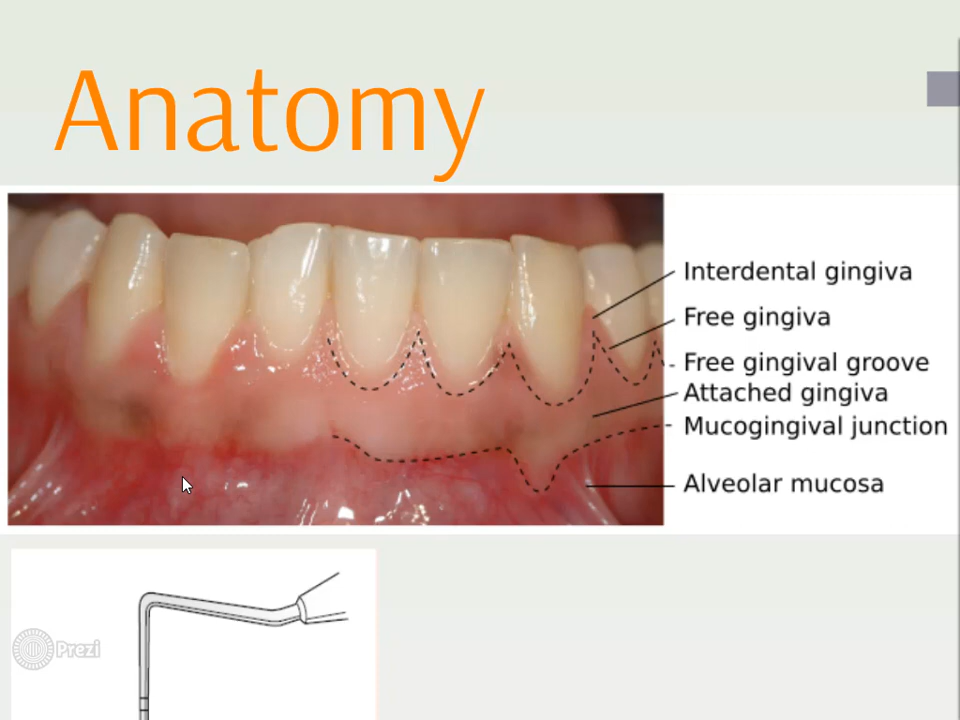 Anatomy
Interdental gingiva
Free gingiva
Free gingival groove
Attached gingiva
Mucogingival junction
Alveolar mucosa
Prezi